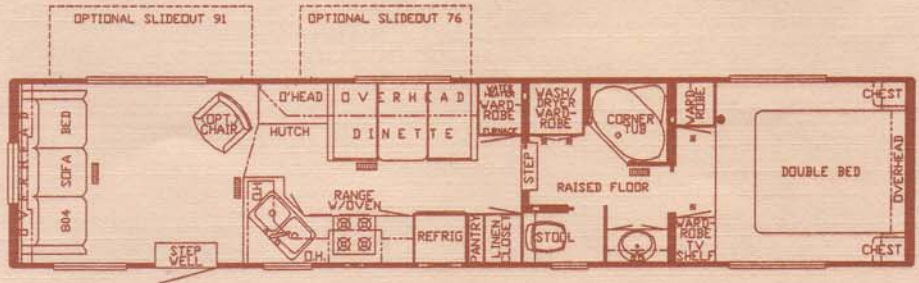 OPTIONAL SLIDEOUT 91
OPTIONAL SLIDEOUT 76
OVERHEAD
BED
SOFA
804
OPT.
CHAIR
O'HEAD
HUTCH
OVERHEAD
DINETTE
WATER
HEATER
WARD-
ROBE
FURNACE
WASH/
DRYER
WARD-
ROBE
CORNER
TUB
WARD-
ROBE
CHEST
DOUBLE BED
OVERHEAD
CHEST
STEP
RAISED FLOOR
O.H.
RANGE
W/OVEN
O.H.
REFRIG
PANTRY
LINEN
CLOSET
STOOL
WARD-
ROBE
TV
SHELF
STEP
WELL